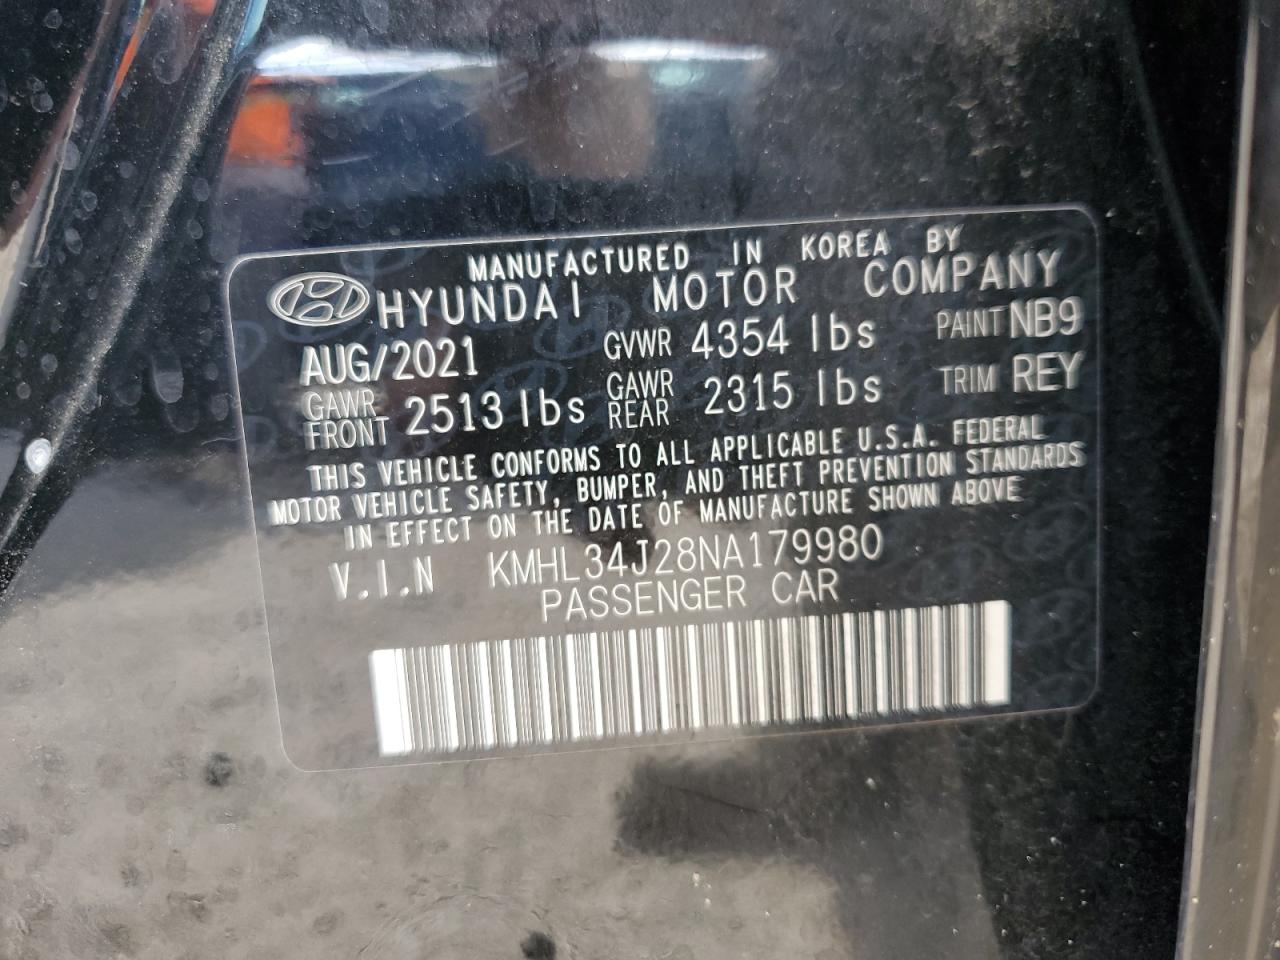 MANUFACTURED IN KOREA BY
HYUNDAI MOTOR COMPANY
AUG/2021 GVWR 4354 lbs PAINT NB9
GAWR FRONT 2513 lbs GAWR REAR 2315 lbs TRIM REY
THIS VEHICLE CONFORMS TO ALL APPLICABLE U.S.A. FEDERAL
MOTOR VEHICLE SAFETY, BUMPER, AND THEFT PREVENTION STANDARDS
IN EFFECT ON THE DATE OF MANUFACTURE SHOWN ABOVE
V.I.N KMHL34J28NA179980
PASSENGER CAR